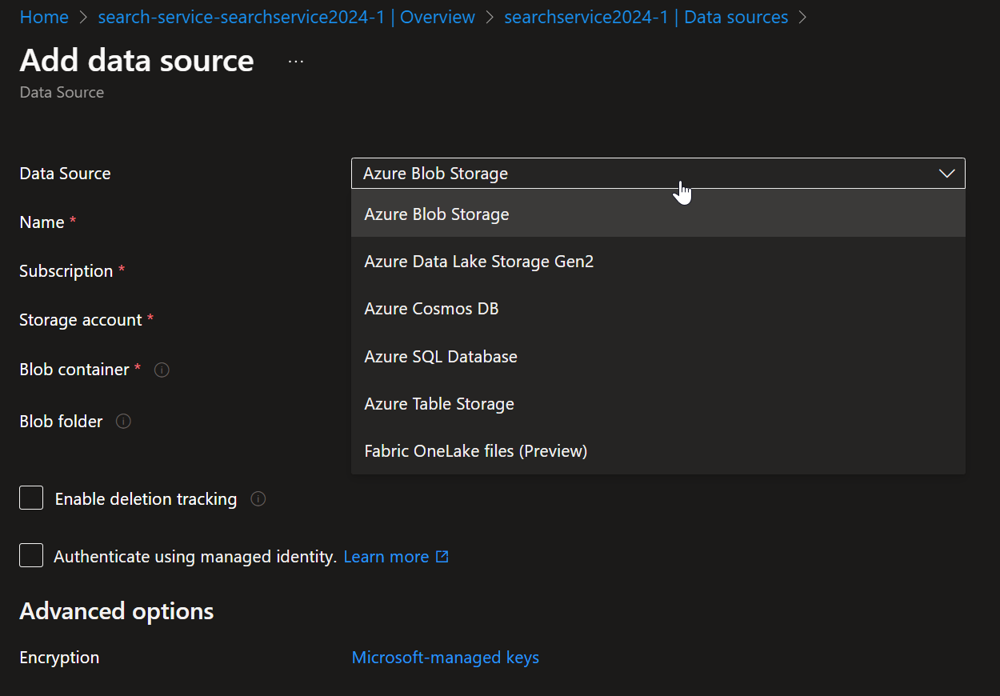 Home > search-service-searchservice2024-1 | Overview > searchservice2024-1 | Data sources >
Add data source ...
Data Source
Data Source Azure Blob Storage
Azure Blob Storage
Name *
Azure Data Lake Storage Gen2
Subscription *
Azure Cosmos DB
Storage account *
Azure SQL Database
Blob container *
Azure Table Storage
Blob folder
Fabric OneLake files (Preview)
Enable deletion tracking
Authenticate using managed identity. Learn more
Advanced options
Encryption Microsoft-managed keys